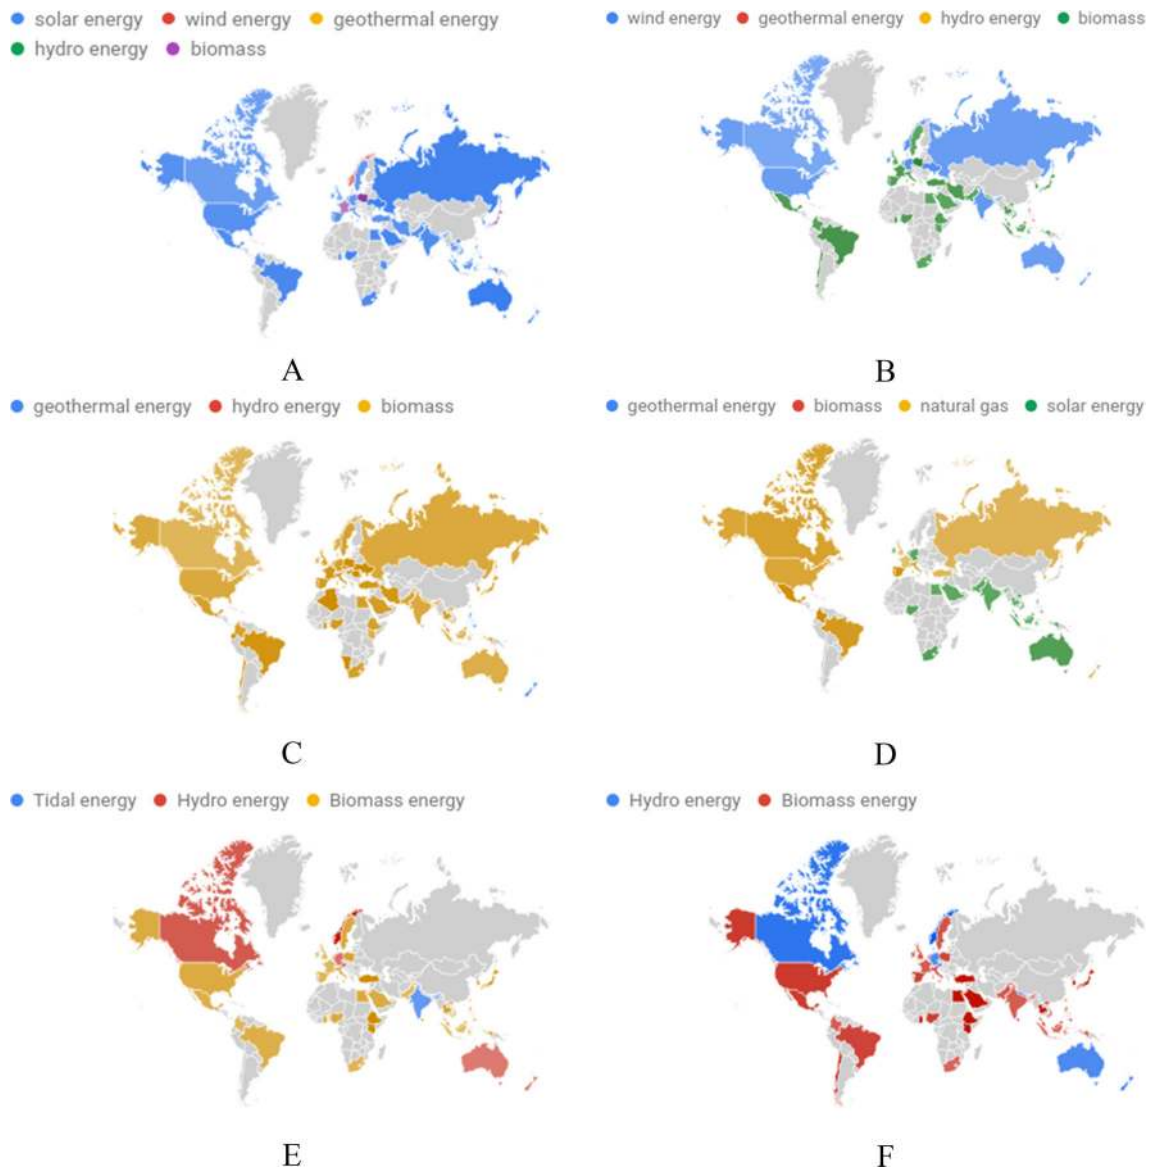 solar energy wind energy geothermal energy
hydro energy biomass
wind energy geothermal energy hydro energy biomass
A
B
geothermal energy hydro energy biomass
geothermal energy biomass natural gas solar energy
C
D
Tidal energy Hydro energy Biomass energy
Hydro energy Biomass energy
E
F